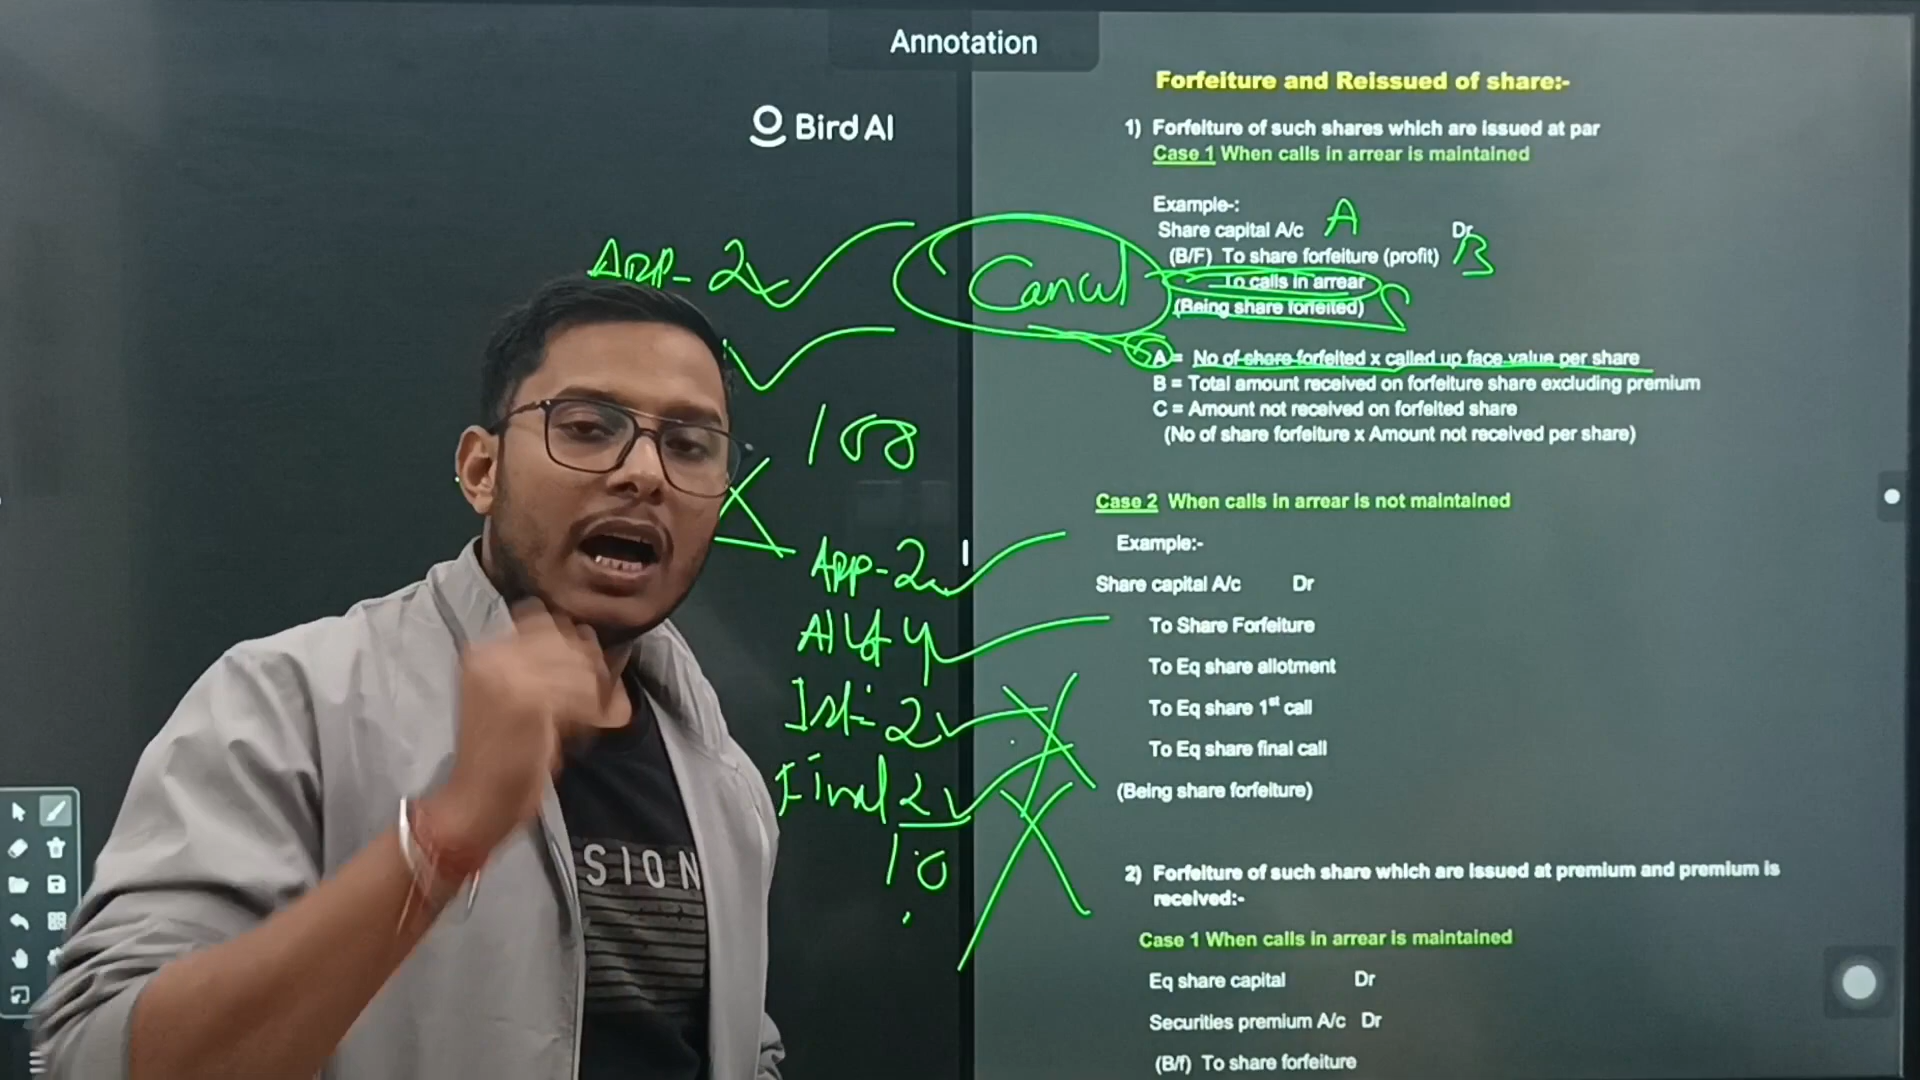 Annotation
Bird AI
App- 2
Cancel
100
App- 2
Allot 4
Ist- 2
Final 2
10
Forfeiture and Reissued of share:-
1) Forfeiture of such shares which are issued at par
Case 1 When calls in arrear is maintained
Example-:
Share capital A/c A Dr
(B/F) To share forfeiture (profit) B
To calls in arrear C
(Being share forfeited)
A = No of share forfeited x called up face value per share
B = Total amount received on forfeiture share excluding premium
C = Amount not received on forfeited share
(No of share forfeiture x Amount not received per share)
Case 2 When calls in arrear is not maintained
Example:-
Share capital A/c Dr
To Share Forfeiture
To Eq share allotment
To Eq share 1st call
To Eq share final call
(Being share forfeiture)
2) Forfeiture of such share which are issued at premium and premium is
received:-
Case 1 When calls in arrear is maintained
Eq share capital Dr
Securities premium A/c Dr
(B/f) To share forfeiture
SION